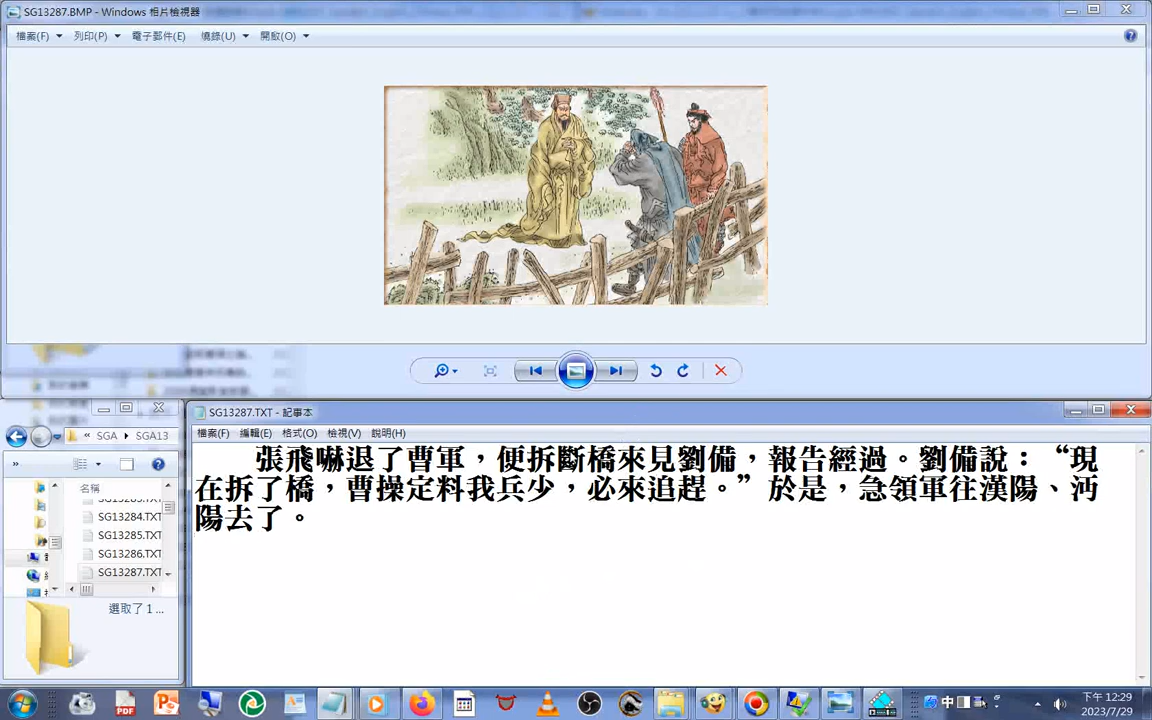 SG13287.BMP - Windows 相片檢視器
檔案(F) 列印(P) 電子郵件(E) 燒錄(U) 開啟(O)
SGA SGA13
SG13287.TXT - 記事本
檔案(F) 編輯(E) 格式(O) 檢視(V) 說明(H)
名稱
SG13284.TXT
SG13285.TXT
SG13286.TXT
SG13287.TXT
選取了 1 ...
張飛嚇退了曹軍，便拆斷橋來見劉備，報告經過。劉備說：“現
在拆了橋，曹操定料我兵少，必來追趕。”於是，急領軍往漢陽、沔
陽去了。
PDF
中
下午 12:29
2023/7/29